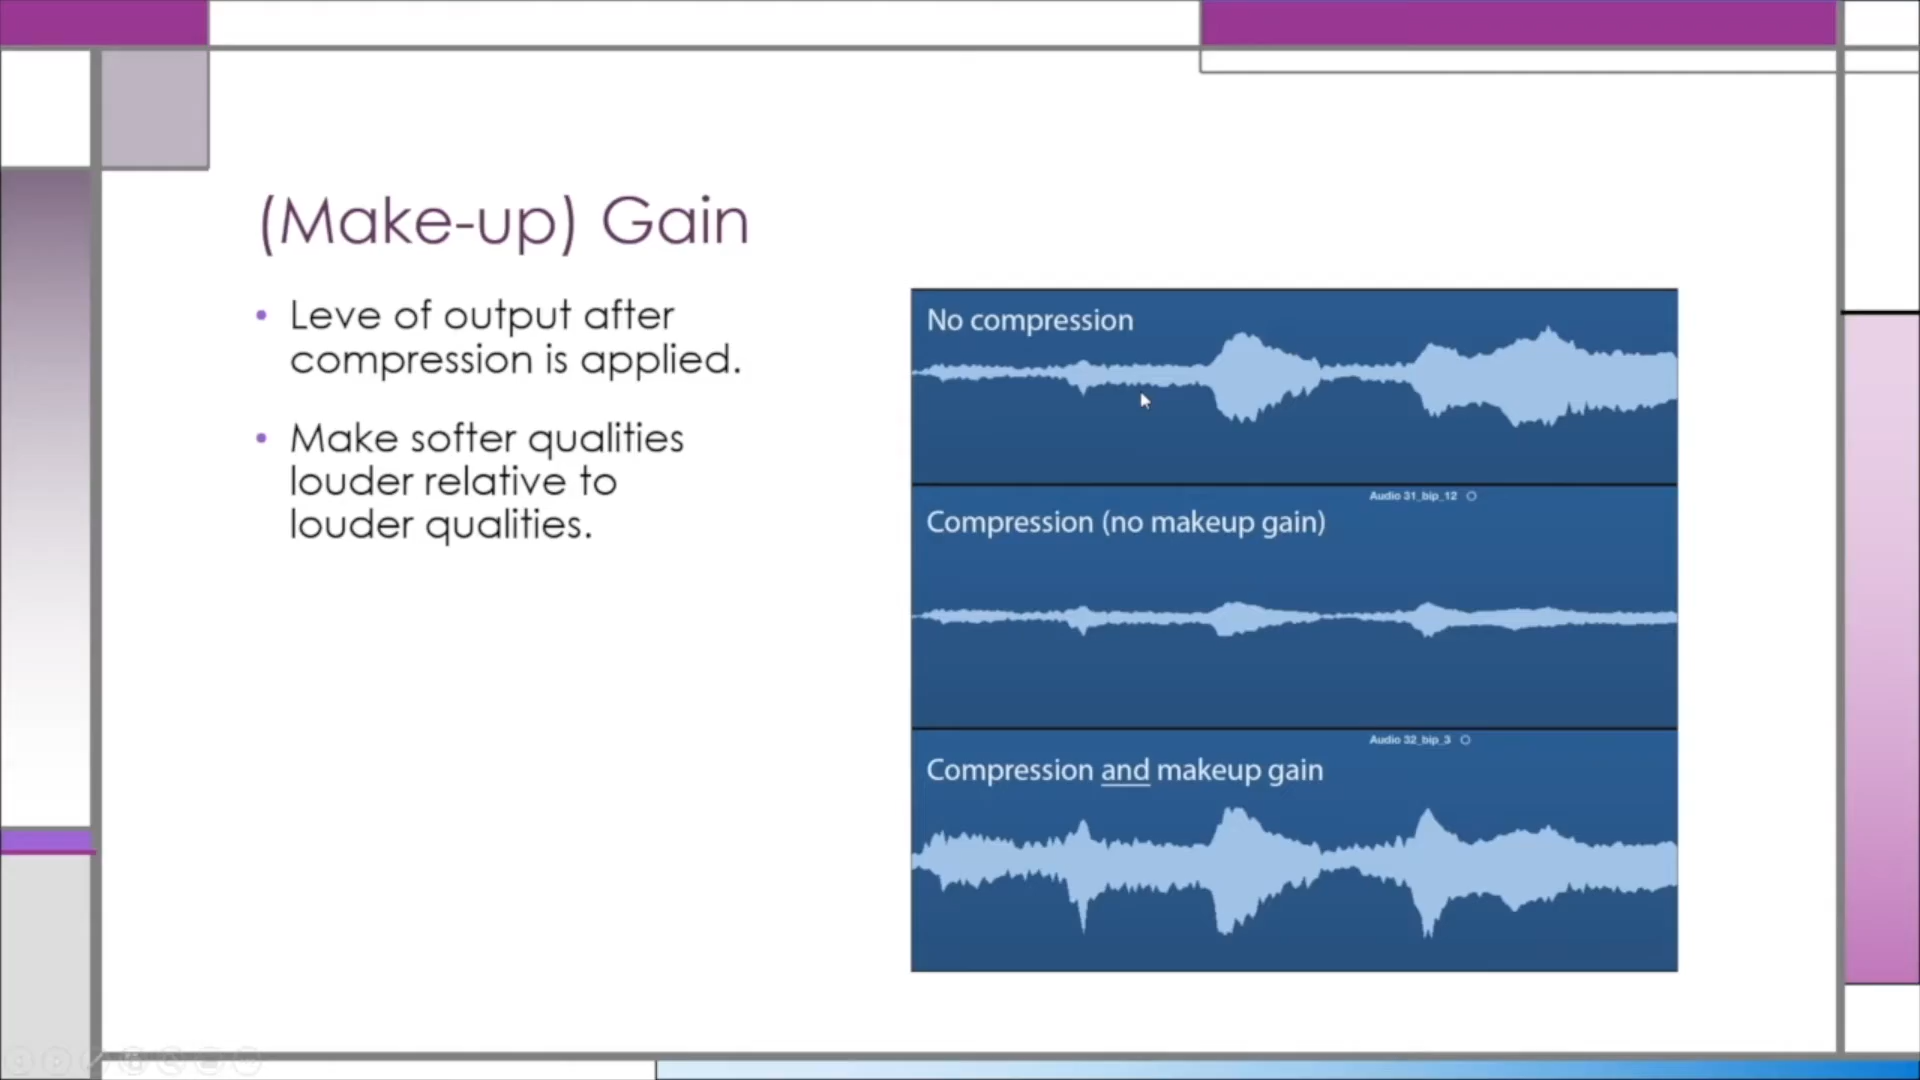 (Make-up) Gain
• Leve of output after
compression is applied.
• Make softer qualities
louder relative to
louder qualities.
No compression
Audio 31_bip_12
Compression (no makeup gain)
Audio 32_bip_3
Compression and makeup gain